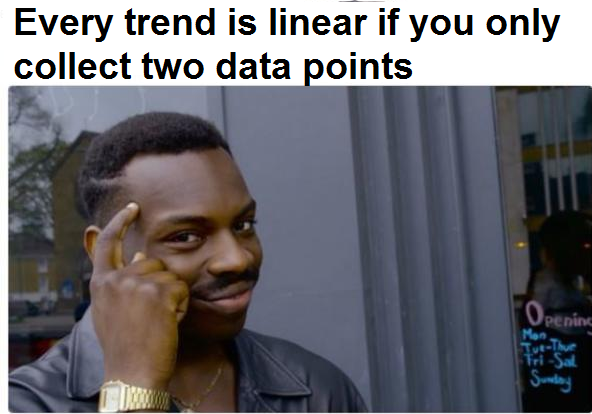 Every trend is linear if you only
collect two data points
Opening
Mon
Tue-Thur
Fri-Sat
Sunday